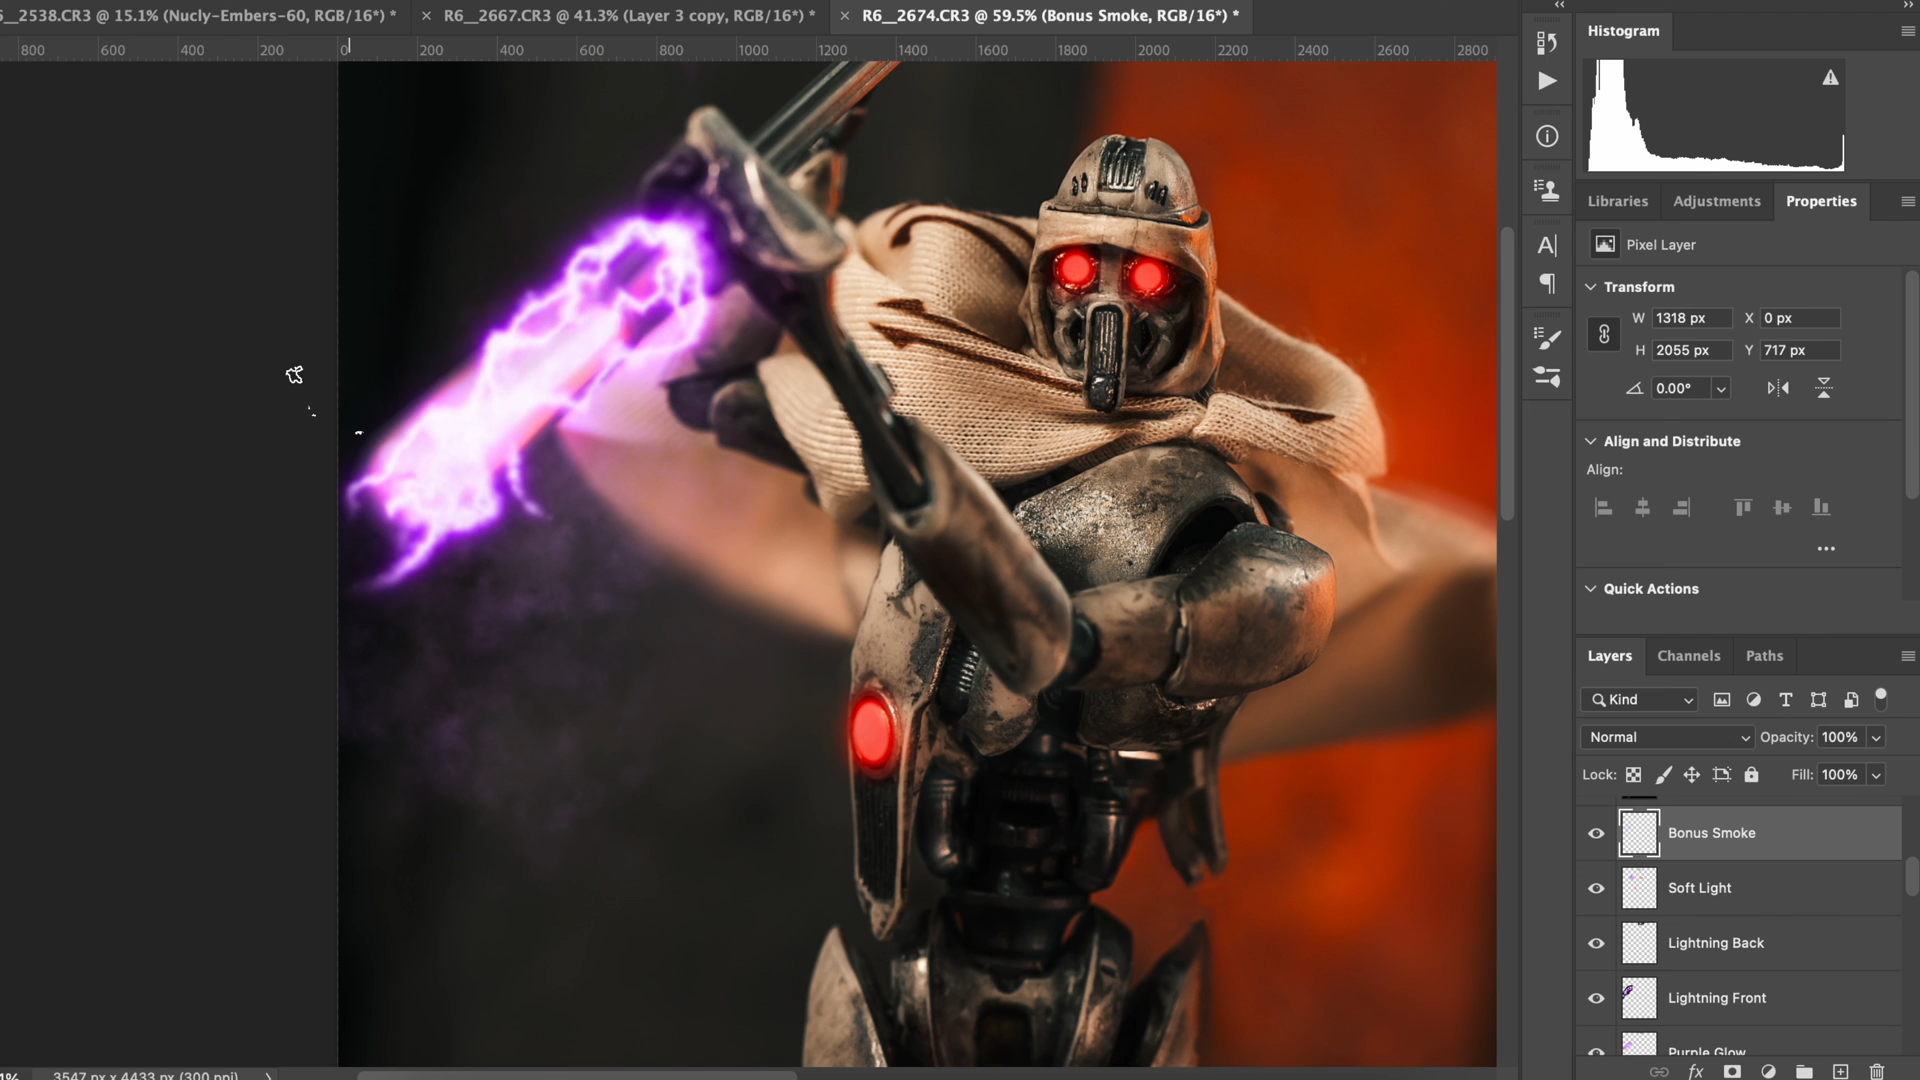 2538.CR3 @ 15.1% (Nucly-Embers-60, RGB/16*) *
× R6__2667.CR3 @ 41.3% (Layer 3 copy, RGB/16*) *
× R6__2674.CR3 @ 59.5% (Bonus Smoke, RGB/16*) *
800 600 400 200 0 200 400 600 800 1000 1200 1400 1600 1800 2000 2200 2400 2600 2800
Histogram
Libraries Adjustments Properties
Pixel Layer
Transform
W 1318 px X 0 px
H 2055 px Y 717 px
0.00°
Align and Distribute
Align:
Quick Actions
Layers Channels Paths
Kind
Normal Opacity: 100%
Lock: Fill: 100%
Bonus Smoke
Soft Light
Lightning Back
Lightning Front
Purple Glow
fx
3547 px x 4433 px (300 ppi)